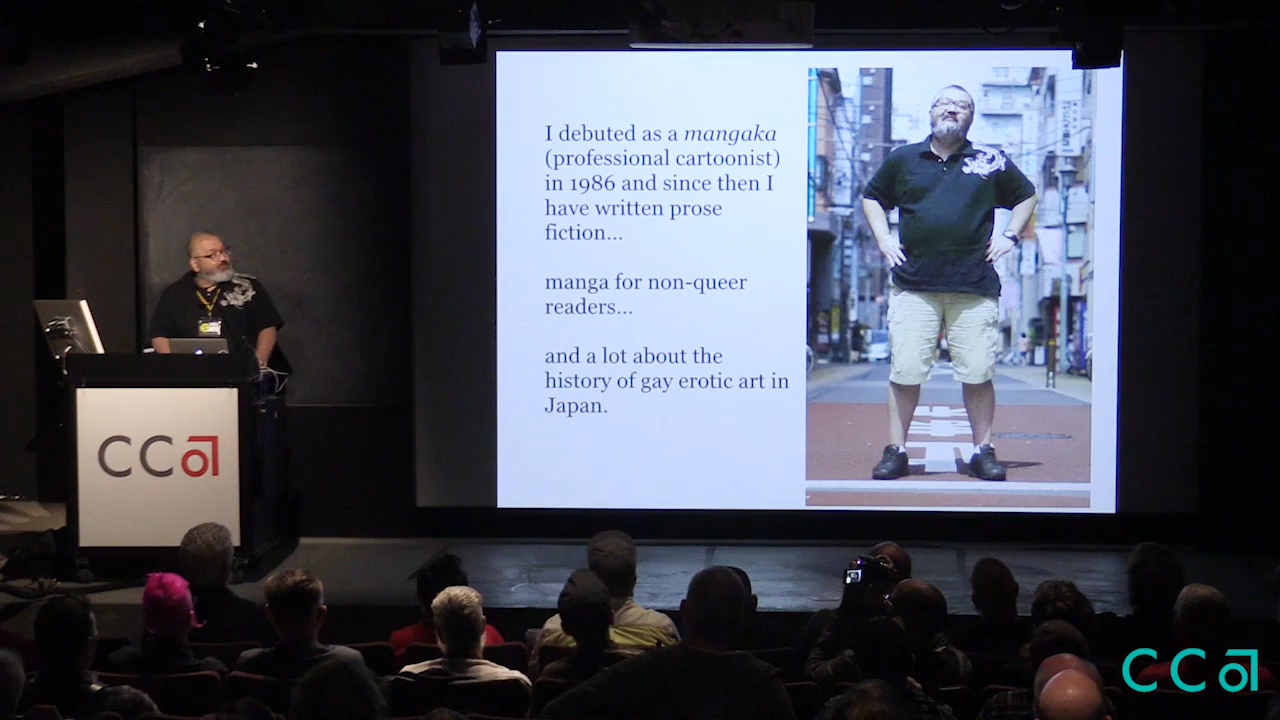 I debuted as a mangaka
(professional cartoonist)
in 1986 and since then I
have written prose
fiction...
manga for non-queer
readers...
and a lot about the
history of gay erotic art in
Japan.
CCa
CCa